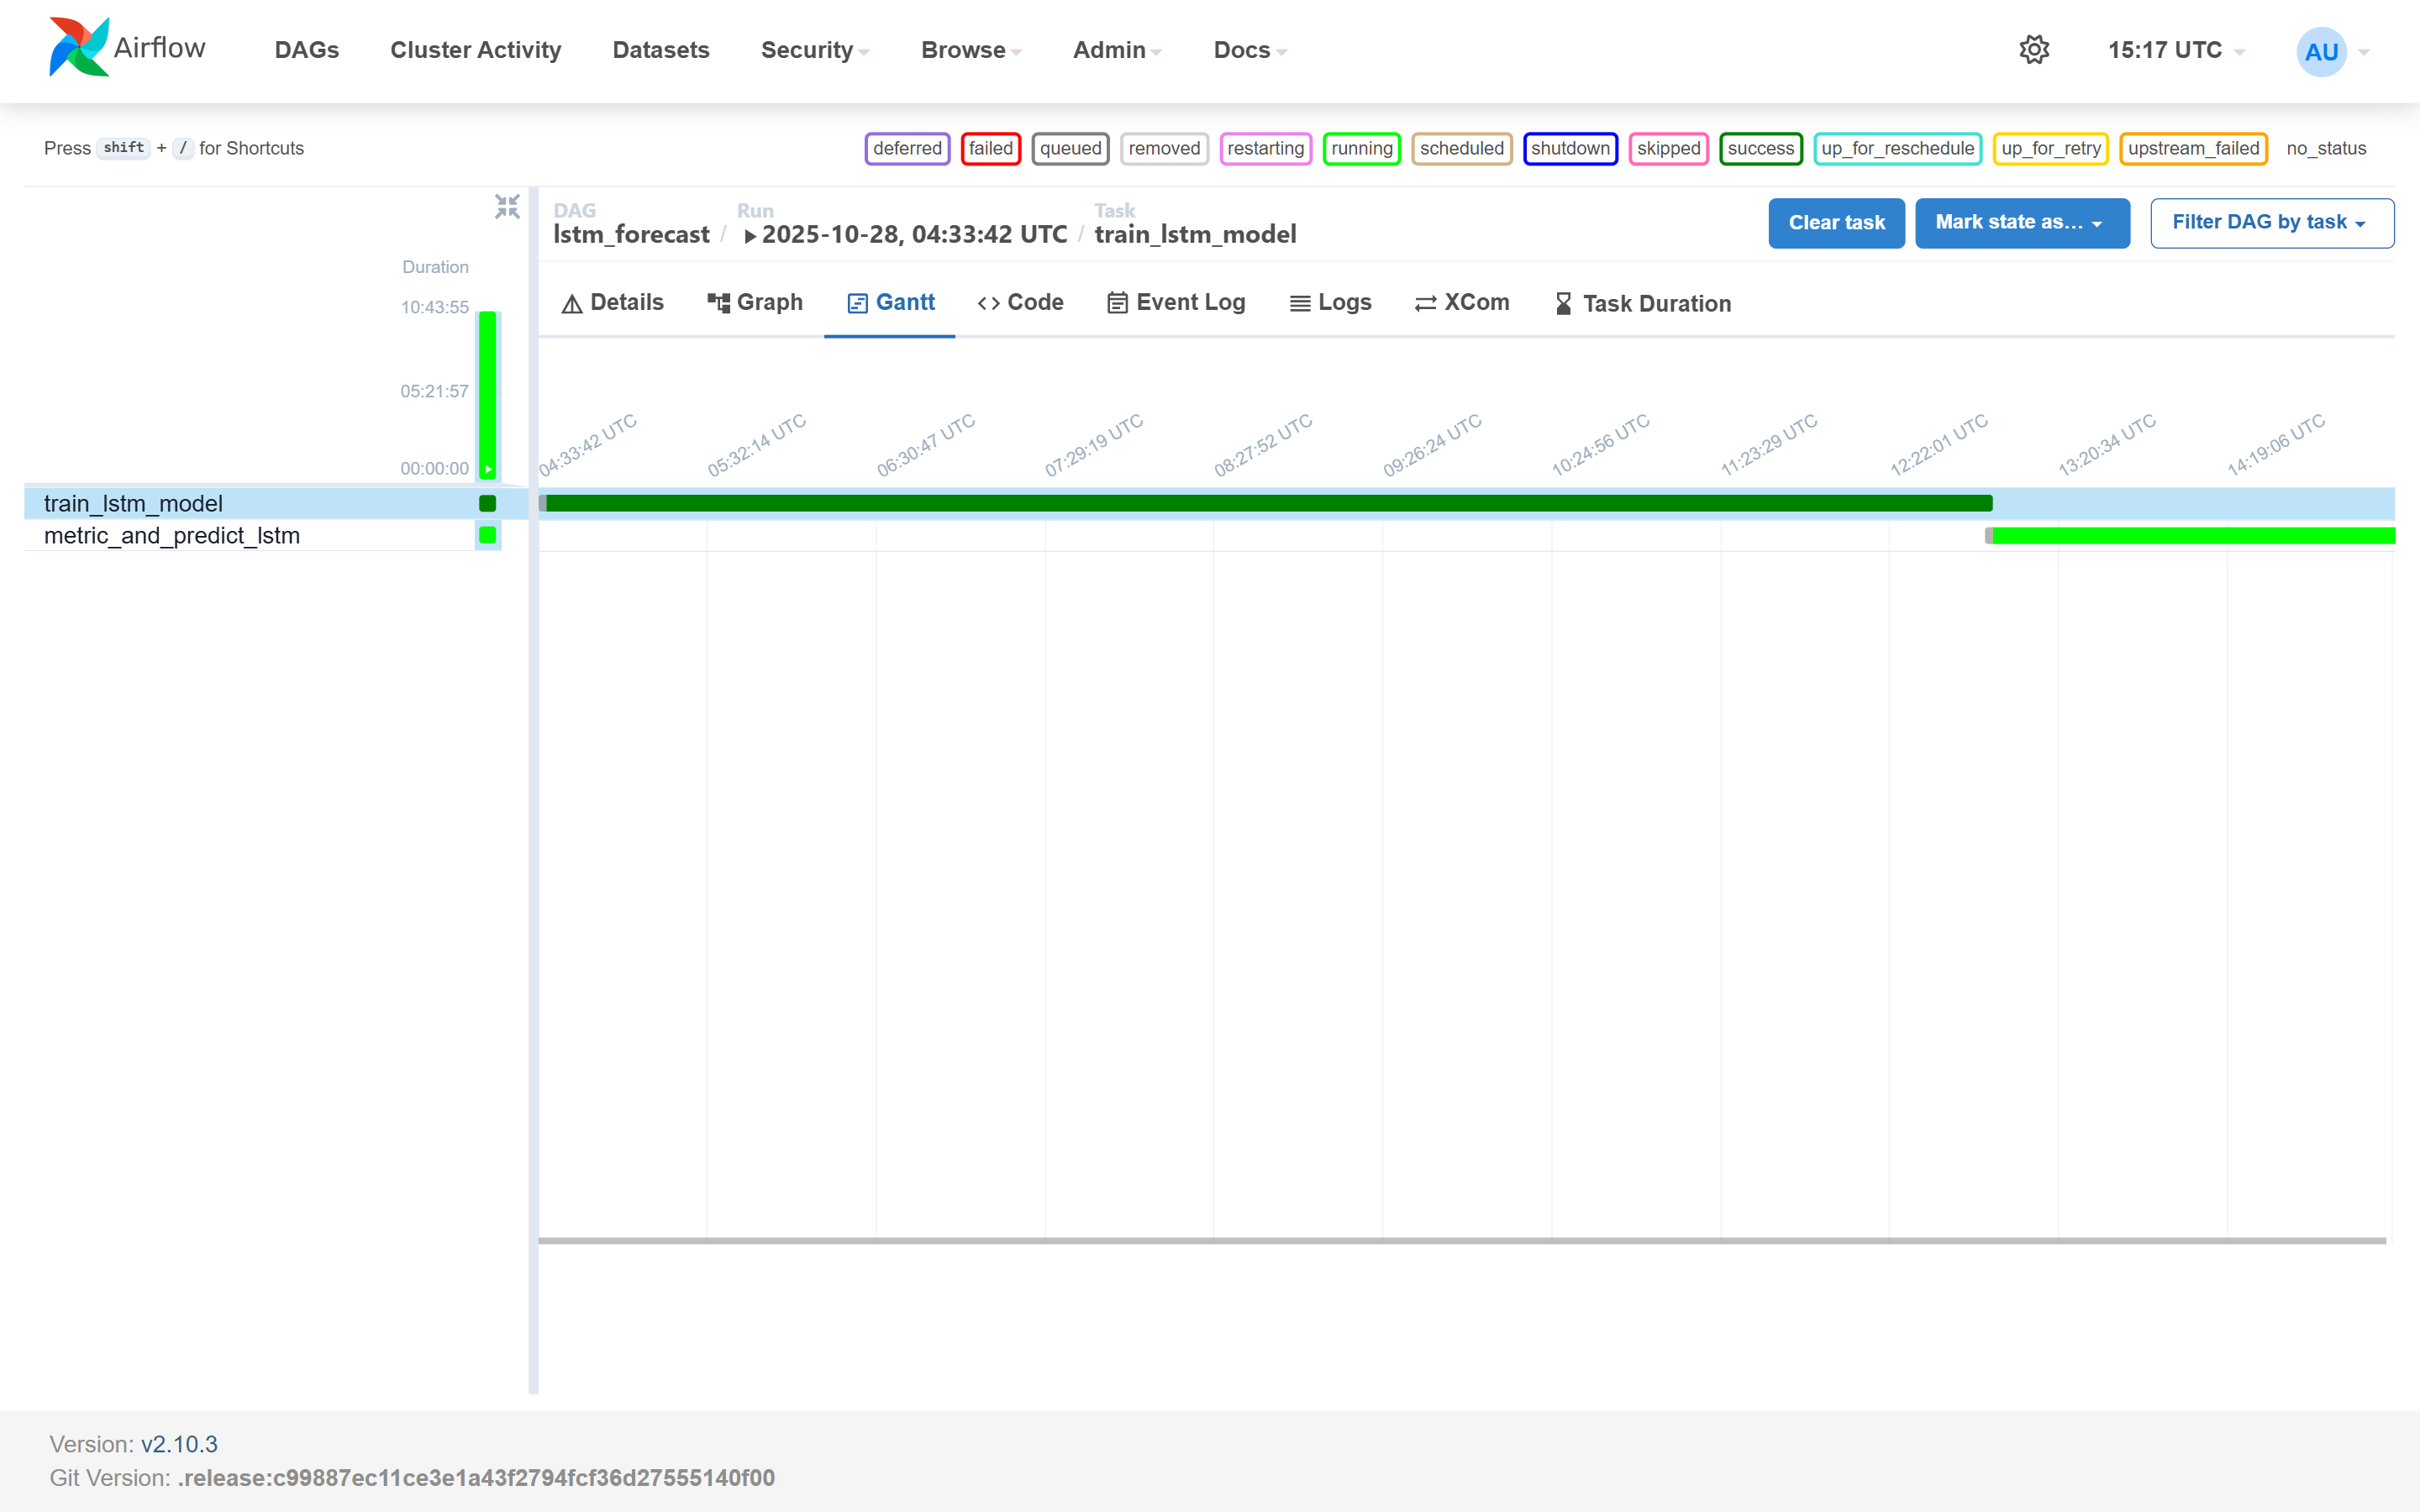 Airflow DAGs Cluster Activity Datasets Security Browse Admin Docs 15:17 UTC AU
Press shift + / for Shortcuts deferred failed queued removed restarting running scheduled shutdown skipped success up_for_reschedule up_for_retry upstream_failed no_status
DAG Run Task
lstm_forecast / 2025-10-28, 04:33:42 UTC / train_lstm_model
Clear task Mark state as... Filter DAG by task
Details Graph Gantt Code Event Log Logs XCom Task Duration
Duration
10:43:55
05:21:57
00:00:00
04:33:42 UTC 05:32:14 UTC 06:30:47 UTC 07:29:19 UTC 08:27:52 UTC 09:26:24 UTC 10:24:56 UTC 11:23:29 UTC 12:22:01 UTC 13:20:34 UTC 14:19:06 UTC
train_lstm_model
metric_and_predict_lstm
Version: v2.10.3
Git Version: .release:c99887ec11ce3e1a43f2794fcf36d27555140f00